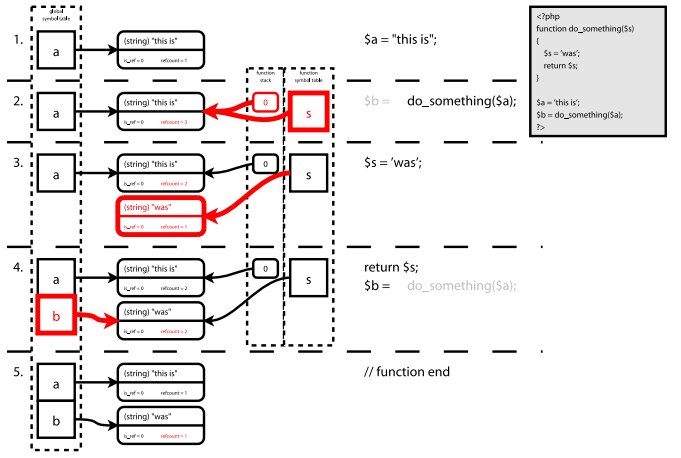 global
symbol table
1.
a
(string) "this is"
is_ref = 0 refcount = 1
$a = "this is";
<?php
function do_something($s)
{
$s = 'was';
return $s;
}
$a = 'this is';
$b = do_something($a);
?>
function
stack
function
symbol table
2.
a
(string) "this is"
is_ref = 0 refcount = 3
0
s
$b = do_something($a);
3.
a
(string) "this is"
is_ref = 0 refcount = 2
0
s
$s = 'was';
(string) "was"
is_ref = 0 refcount = 1
4.
a
(string) "this is"
is_ref = 0 refcount = 2
0
s
return $s;
$b = do_something($a);
b
(string) "was"
is_ref = 0 refcount = 2
5.
a
(string) "this is"
is_ref = 0 refcount = 1
// function end
b
(string) "was"
is_ref = 0 refcount = 1